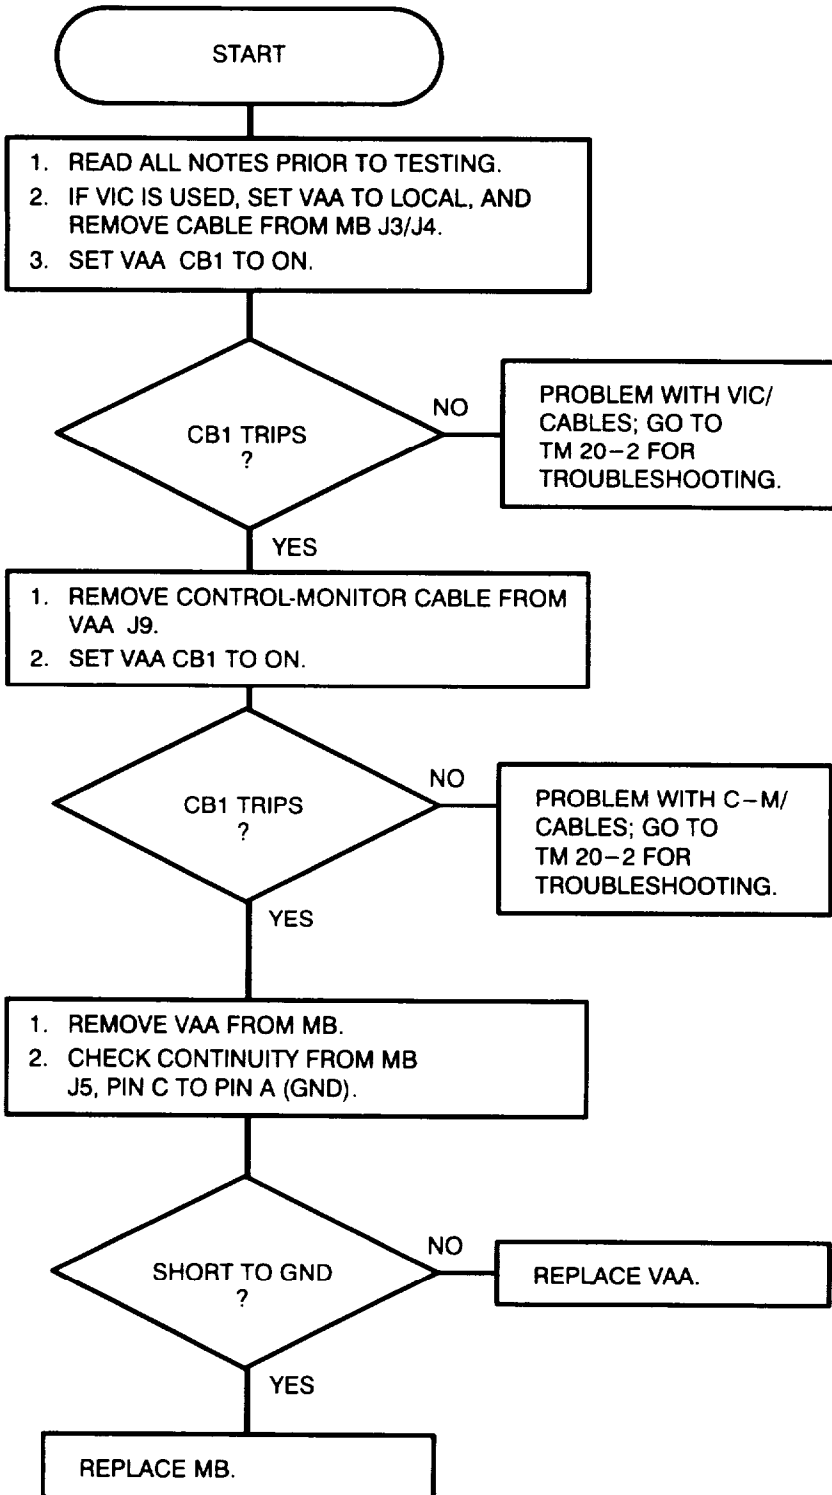 START
1. READ ALL NOTES PRIOR TO TESTING.
2. IF VIC IS USED, SET VAA TO LOCAL, AND
REMOVE CABLE FROM MB J3/J4.
3. SET VAA CB1 TO ON.
CB1 TRIPS
?
NO
PROBLEM WITH VIC/
CABLES; GO TO
TM 20-2 FOR
TROUBLESHOOTING.
YES
1. REMOVE CONTROL-MONITOR CABLE FROM
VAA J9.
2. SET VAA CB1 TO ON.
CB1 TRIPS
?
NO
PROBLEM WITH C-M/
CABLES; GO TO
TM 20-2 FOR
TROUBLESHOOTING.
YES
1. REMOVE VAA FROM MB.
2. CHECK CONTINUITY FROM MB
J5, PIN C TO PIN A (GND).
SHORT TO GND
?
NO
REPLACE VAA.
YES
REPLACE MB.